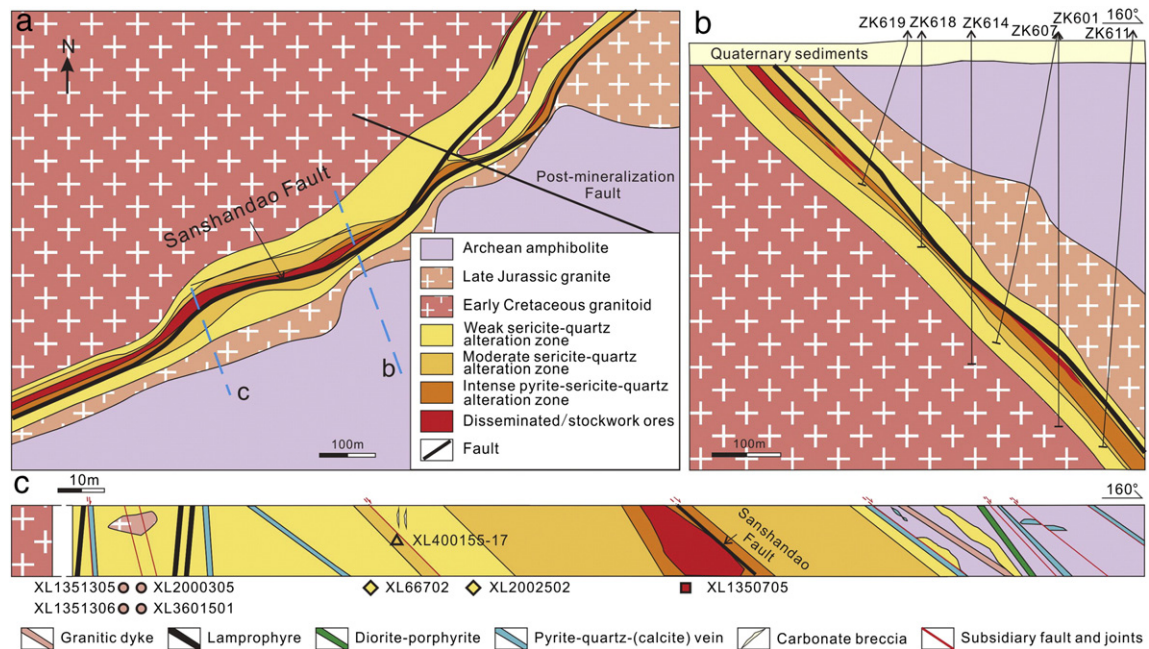 a
N
Sanshandao Fault
Post-mineralization
Fault
b
c
100m
Archean amphibolite
Late Jurassic granite
Early Cretaceous granitoid
Weak sericite-quartz
alteration zone
Moderate sericite-quartz
alteration zone
Intense pyrite-sericite-quartz
alteration zone
Disseminated/stockwork ores
Fault
b
ZK619
ZK618
ZK614
ZK607
ZK601
ZK611
160°
Quaternary sediments
100m
c
10m
160°
XL400155-17
Sanshandao
Fault
XL1351305
XL2000305
XL66702
XL2002502
XL1350705
XL1351306
XL3601501
Granitic dyke
Lamprophyre
Diorite-porphyrite
Pyrite-quartz-(calcite) vein
Carbonate breccia
Subsidiary fault and joints